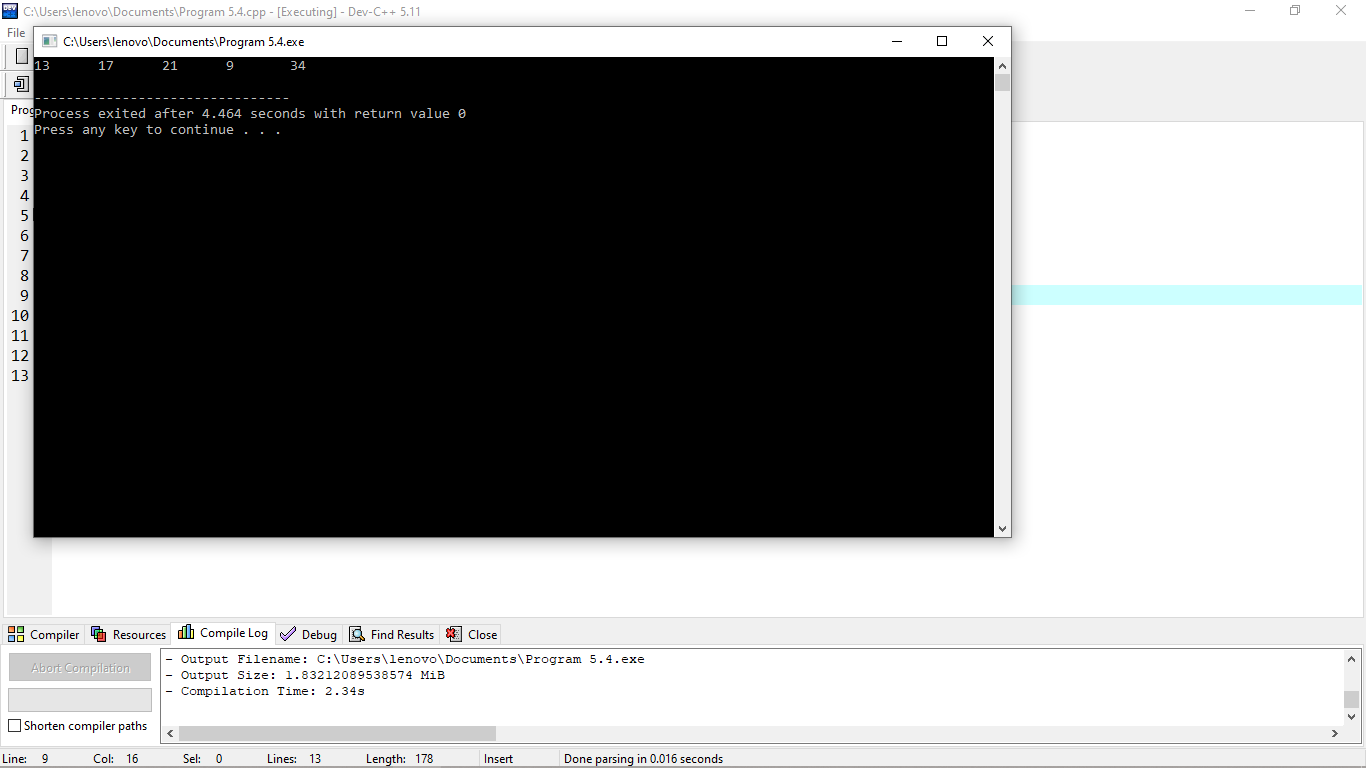 C:\Users\lenovo\Documents\Program 5.4.cpp - [Executing] - Dev-C++ 5.11
File
C:\Users\lenovo\Documents\Program 5.4.exe
13 17 21 9 34
--------------------------------
Process exited after 4.464 seconds with return value 0
Press any key to continue . . .
1
2
3
4
5
6
7
8
9
10
11
12
13
Compiler Resources Compile Log Debug Find Results Close
Abort Compilation
Shorten compiler paths
- Output Filename: C:\Users\lenovo\Documents\Program 5.4.exe
- Output Size: 1.83212089538574 MiB
- Compilation Time: 2.34s
Line: 9 Col: 16 Sel: 0 Lines: 13 Length: 178 Insert Done parsing in 0.016 seconds